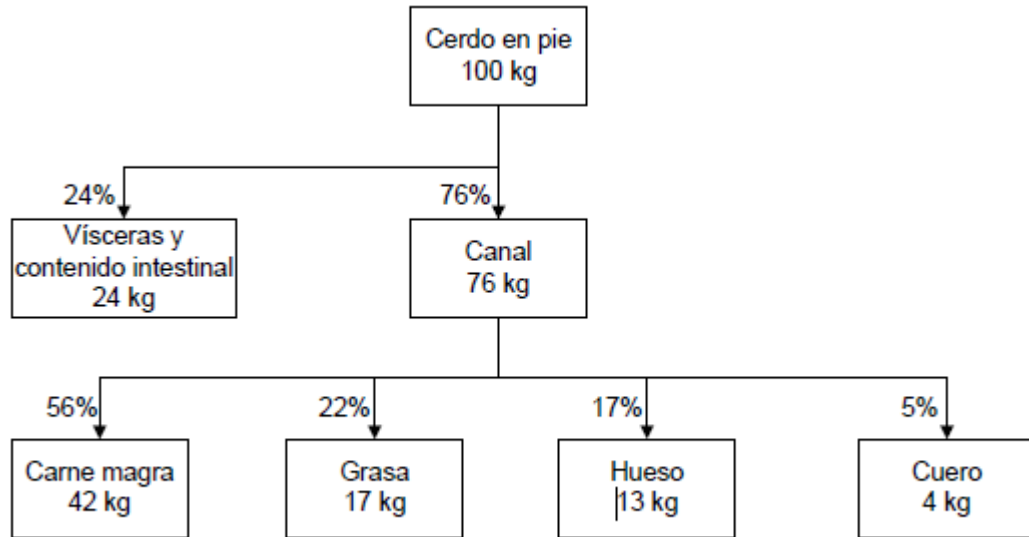 Cerdo en pie
100 kg
24%
76%
Vísceras y
contenido intestinal
24 kg
Canal
76 kg
56%
22%
17%
5%
Carne magra
42 kg
Grasa
17 kg
Hueso
13 kg
Cuero
4 kg